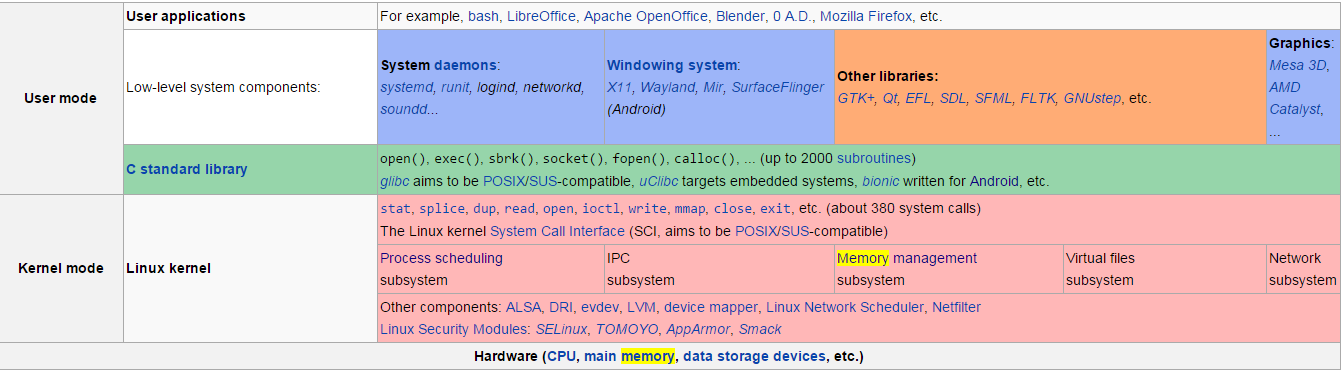 User mode
User applications
For example, bash, LibreOffice, Apache OpenOffice, Blender, 0 A.D., Mozilla Firefox, etc.
Low-level system components:
System daemons:
systemd, runit, logind, networkd,
soundd...
Windowing system:
X11, Wayland, Mir, SurfaceFlinger
(Android)
Other libraries:
GTK+, Qt, EFL, SDL, SFML, FLTK, GNUstep, etc.
Graphics:
Mesa 3D,
AMD
Catalyst,
...
C standard library
open(), exec(), sbrk(), socket(), fopen(), calloc(), ... (up to 2000 subroutines)
glibc aims to be POSIX/SUS-compatible, uClibc targets embedded systems, bionic written for Android, etc.
Kernel mode
Linux kernel
stat, splice, dup, read, open, ioctl, write, mmap, close, exit, etc. (about 380 system calls)
The Linux kernel System Call Interface (SCI, aims to be POSIX/SUS-compatible)
Process scheduling
subsystem
IPC
subsystem
Memory management
subsystem
Virtual files
subsystem
Network
subsystem
Other components: ALSA, DRI, evdev, LVM, device mapper, Linux Network Scheduler, Netfilter
Linux Security Modules: SELinux, TOMOYO, AppArmor, Smack
Hardware (CPU, main memory, data storage devices, etc.)